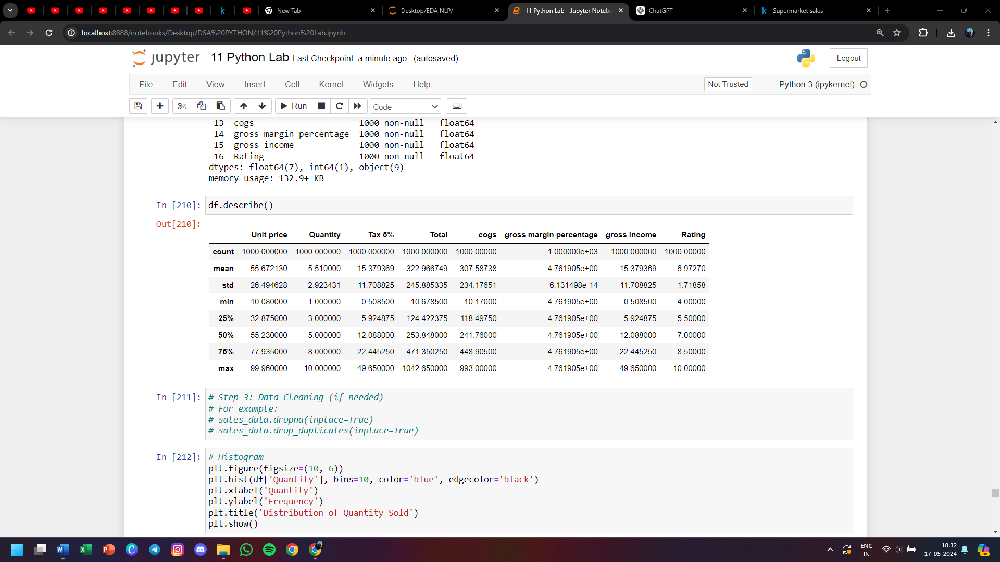 New Tab
Desktop/EDA NLP/
11 Python Lab - Jupyter Notebo
ChatGPT
k Supermarket sales
localhost:8888/notebooks/Desktop/DSA%20PYTHON/11%20Python%20Lab.ipynb
jupyter 11 Python Lab Last Checkpoint: a minute ago (autosaved)
Logout
File Edit View Insert Cell Kernel Widgets Help
Not Trusted
Python 3 (ipykernel)
Run
Code
13 cogs 1000 non-null float64
14 gross margin percentage 1000 non-null float64
15 gross income 1000 non-null float64
16 Rating 1000 non-null float64
dtypes: float64(7), int64(1), object(9)
memory usage: 132.9+ KB
In [210]: df.describe()
Out[210]:
Unit price Quantity Tax 5% Total cogs gross margin percentage gross income Rating
count 1000.000000 1000.000000 1000.000000 1000.000000 1000.00000 1.000000e+03 1000.000000 1000.00000
mean 55.672130 5.510000 15.379369 322.966749 307.58738 4.761905e+00 15.379369 6.97270
std 26.494628 2.923431 11.708825 245.885335 234.17651 6.131498e-14 11.708825 1.71858
min 10.080000 1.000000 0.508500 10.678500 10.17000 4.761905e+00 0.508500 4.00000
25% 32.875000 3.000000 5.924875 124.422375 118.49750 4.761905e+00 5.924875 5.50000
50% 55.230000 5.000000 12.088000 253.848000 241.76000 4.761905e+00 12.088000 7.00000
75% 77.935000 8.000000 22.445250 471.350250 448.90500 4.761905e+00 22.445250 8.50000
max 99.960000 10.000000 49.650000 1042.650000 993.00000 4.761905e+00 49.650000 10.00000
In [211]: # Step 3: Data Cleaning (if needed)
# For example:
# sales_data.dropna(inplace=True)
# sales_data.drop_duplicates(inplace=True)
In [212]: # Histogram
plt.figure(figsize=(10, 6))
plt.hist(df['Quantity'], bins=10, color='blue', edgecolor='black')
plt.xlabel('Quantity')
plt.ylabel('Frequency')
plt.title('Distribution of Quantity Sold')
plt.show()
ENG
IN
18:32
17-05-2024
PRE